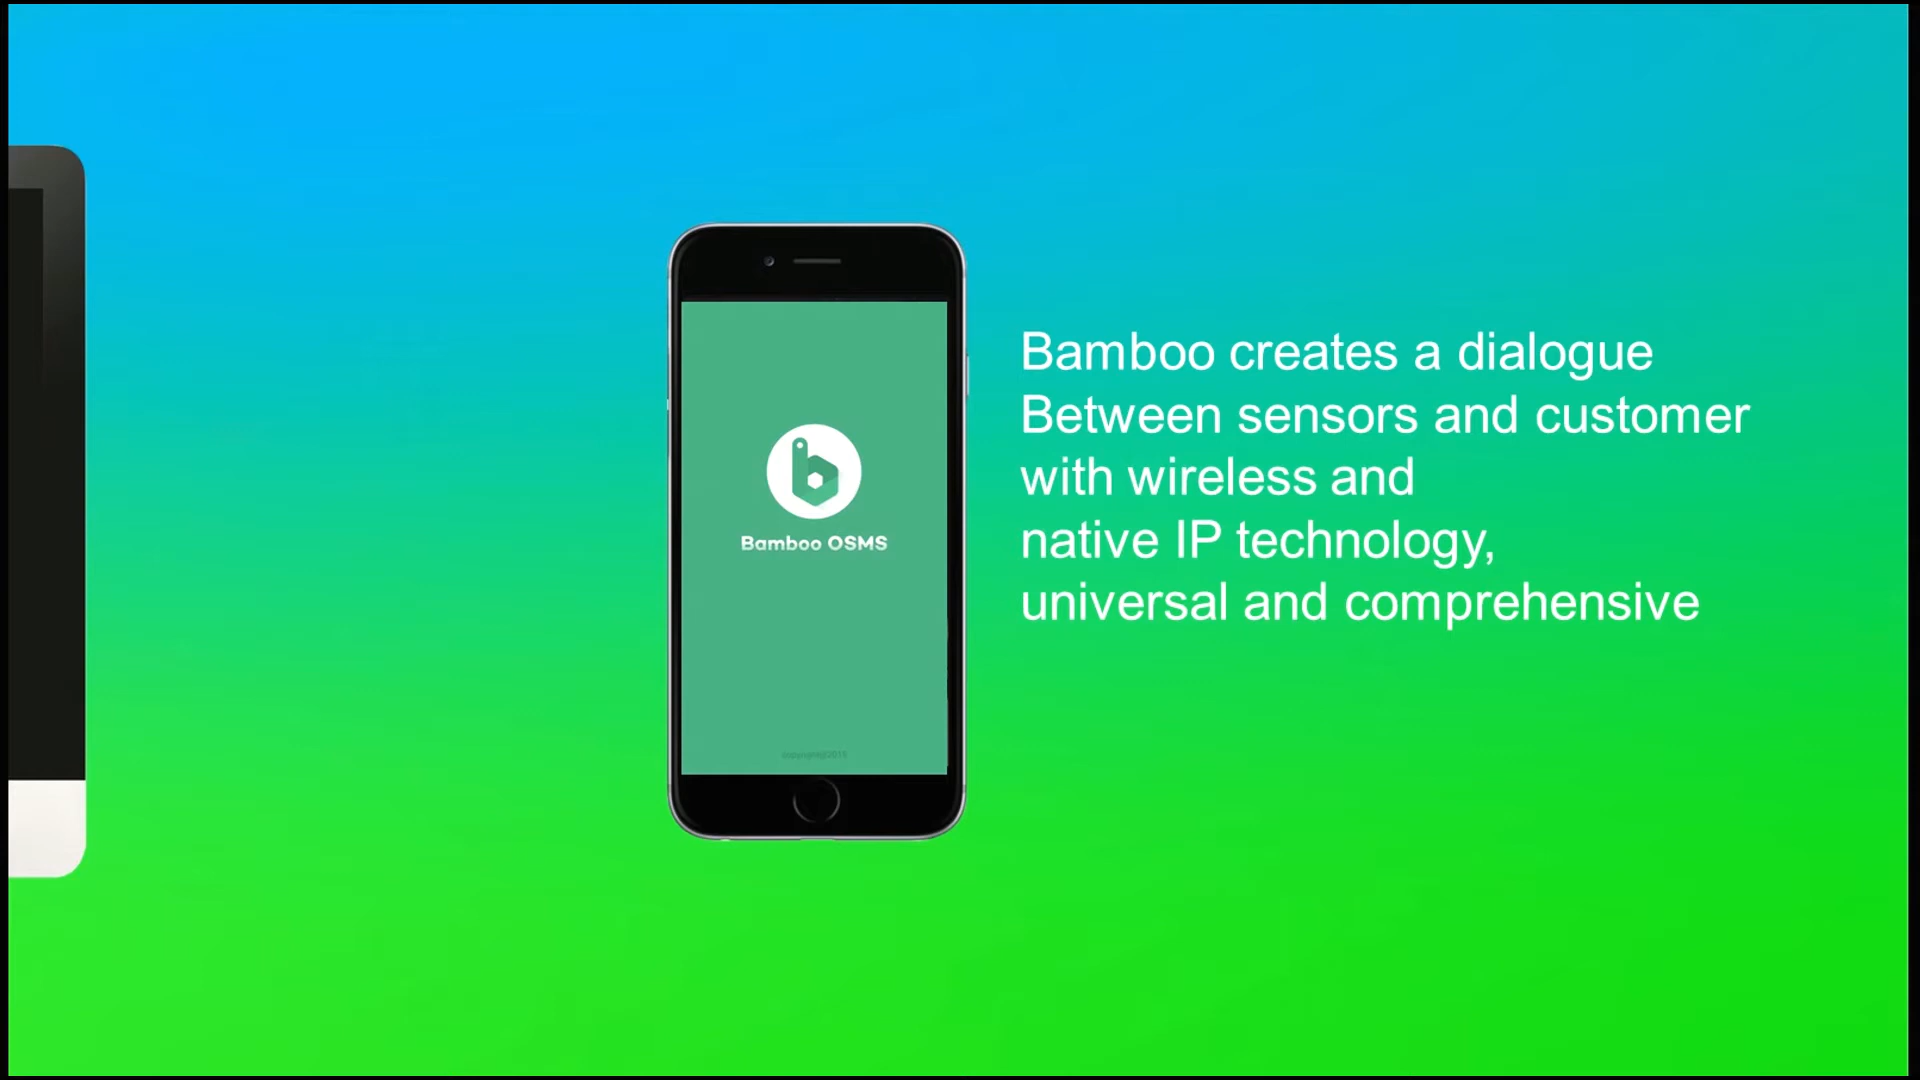 Bamboo creates a dialogue
Between sensors and customer
with wireless and
native IP technology,
universal and comprehensive
Bamboo OSMS